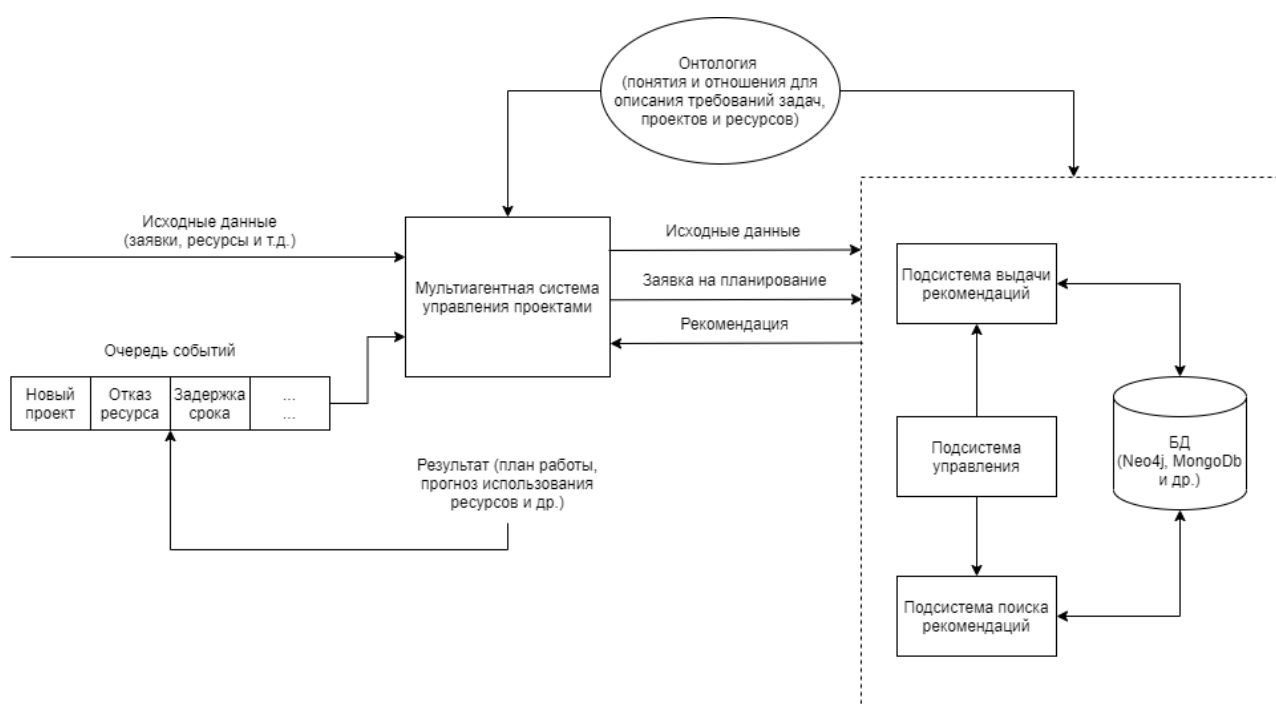 Онтология
(понятия и отношения для
описания требований задач,
проектов и ресурсов)
Исходные данные
(заявки, ресурсы и т.д.)
Мультиагентная система
управления проектами
Исходные данные
Заявка на планирование
Рекомендация
Очередь событий
Новый
проект
Отказ
ресурса
Задержка
срока
...
...
Результат (план работы,
прогноз использования
ресурсов и др.)
Подсистема выдачи
рекомендаций
Подсистема
управления
БД
(Neo4j, MongoDb
и др.)
Подсистема поиска
рекомендаций